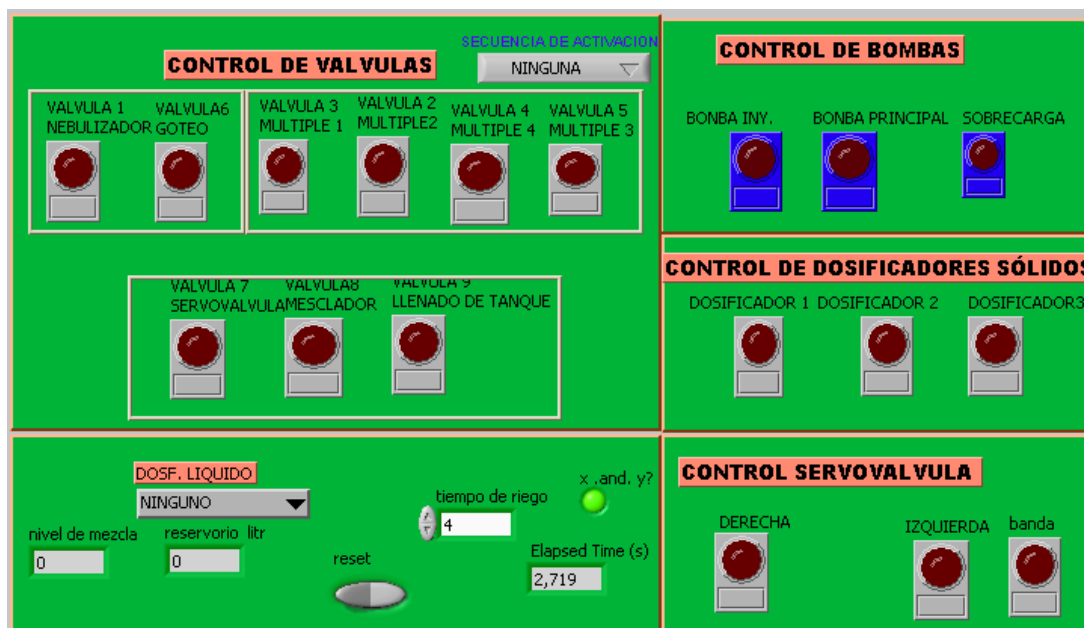 SECUENCIA DE ACTIVACION
CONTROL DE VALVULAS
NINGUNA
VALVULA 1
NEBULIZADOR
VALVULA6
GOTEO
VALVULA 3
MULTIPLE 1
VALVULA 2
MULTIPLE2
VALVULA 4
MULTIPLE 4
VALVULA 5
MULTIPLE 3
VALVULA 7
SERVOVALVULA
VALVULA8
MESCLADOR
VALVULA 9
LLENADO DE TANQUE
CONTROL DE BOMBAS
BONBA INY.
BONBA PRINCIPAL
SOBRECARGA
CONTROL DE DOSIFICADORES SÓLIDOS
DOSIFICADOR 1
DOSIFICADOR 2
DOSIFICADOR3
DOSF. LIQUIDO
NINGUNO
nivel de mezcla
0
reservorio litr
0
reset
tiempo de riego
4
x .and. y?
Elapsed Time (s)
2,719
CONTROL SERVOVALVULA
DERECHA
IZQUIERDA
banda